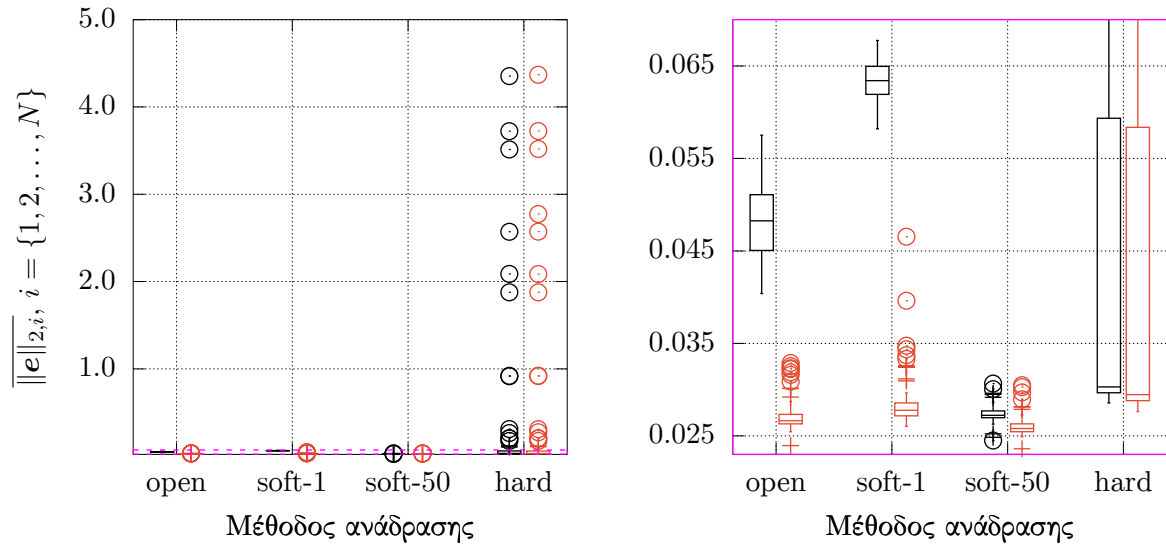 5.0
4.0
3.0
2.0
1.0
‖e‖₂,ᵢ, i = {1, 2, . . . , N}
open soft-1 soft-50 hard
Μέθοδος ανάδρασης
0.065
0.055
0.045
0.035
0.025
open soft-1 soft-50 hard
Μέθοδος ανάδρασης